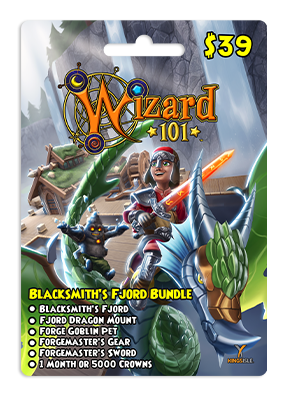 $39
Wizard
101
Blacksmith's Fjord Bundle
Blacksmith's Fjord
Fjord Dragon Mount
Forge Goblin Pet
Forgemaster's Gear
Forgemaster's Sword
1 Month or 5000 Crowns
KINGSISLE